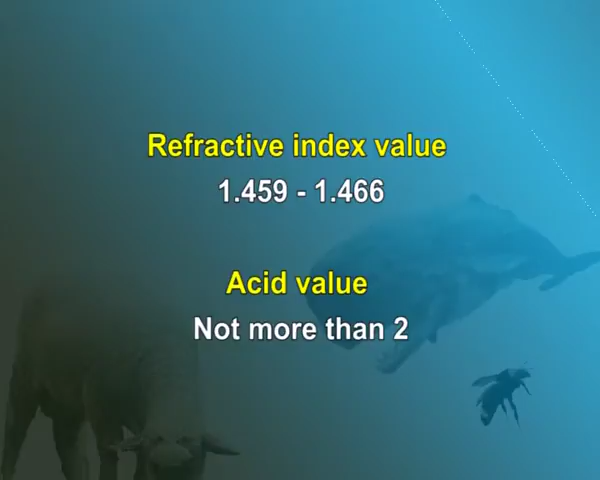 Refractive index value
1.459 - 1.466
Acid value
Not more than 2